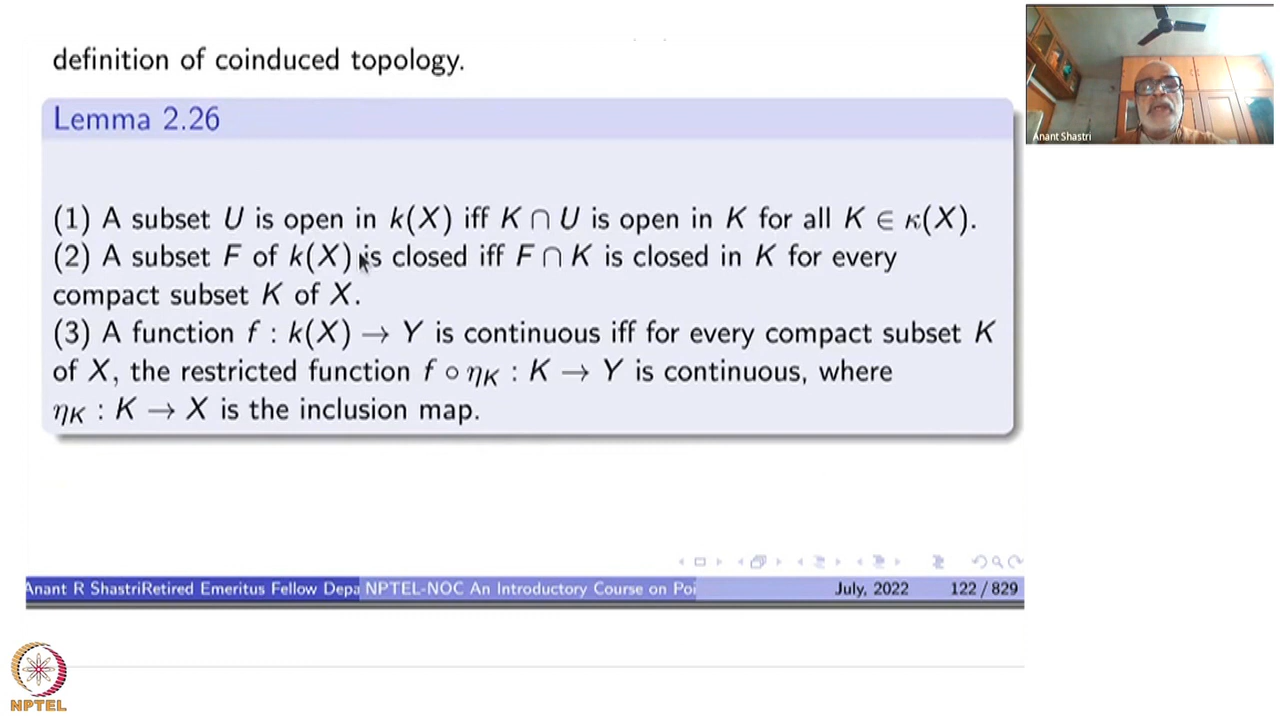 definition of coinduced topology.
Lemma 2.26
(1) A subset U is open in k(X) iff K ∩ U is open in K for all K ∈ κ(X).
(2) A subset F of k(X) is closed iff F ∩ K is closed in K for every
compact subset K of X.
(3) A function f : k(X) → Y is continuous iff for every compact subset K
of X, the restricted function f ∘ ηK : K → Y is continuous, where
ηK : K → X is the inclusion map.
Anant Shastri
Anant R ShastriRetired Emeritus Fellow Depa NPTEL-NOC An Introductory Course on Poi July, 2022 122 / 829
NPTEL